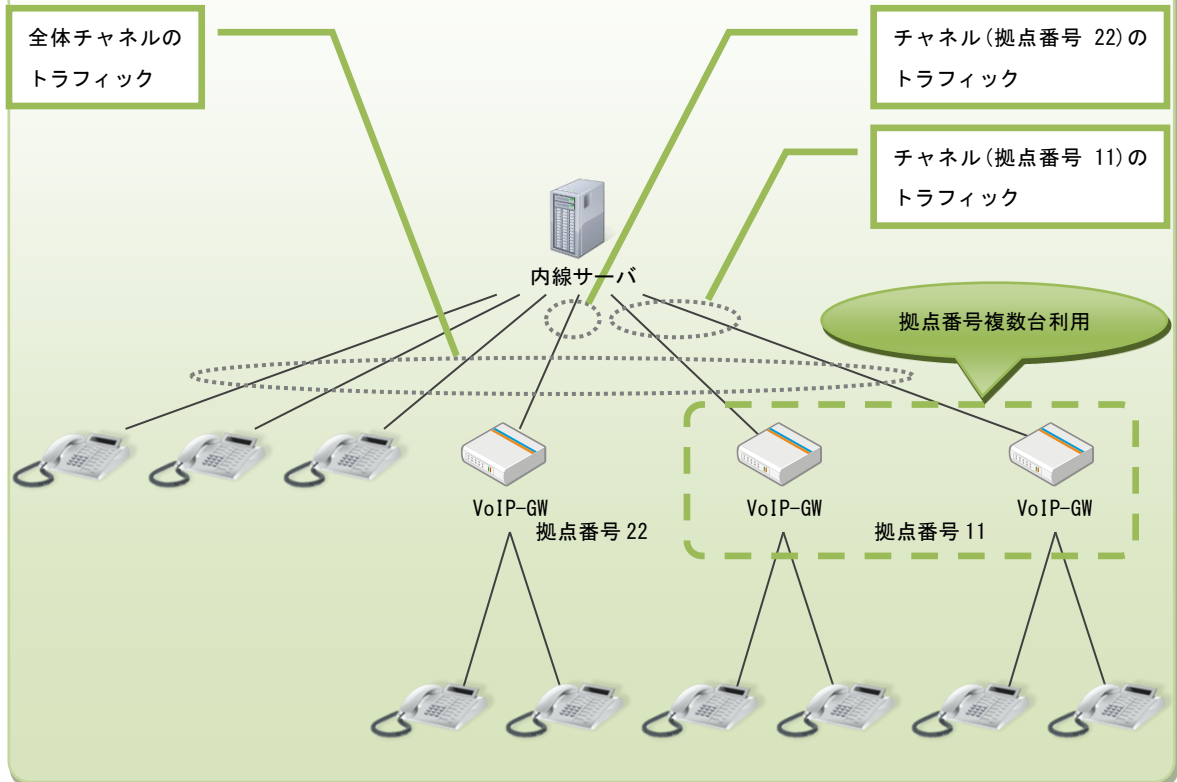 全体チャネルの
トラフィック
チャネル(拠点番号 22)の
トラフィック
チャネル(拠点番号 11)の
トラフィック
内線サーバ
拠点番号複数台利用
VoIP-GW
VoIP-GW
VoIP-GW
拠点番号 22
拠点番号 11